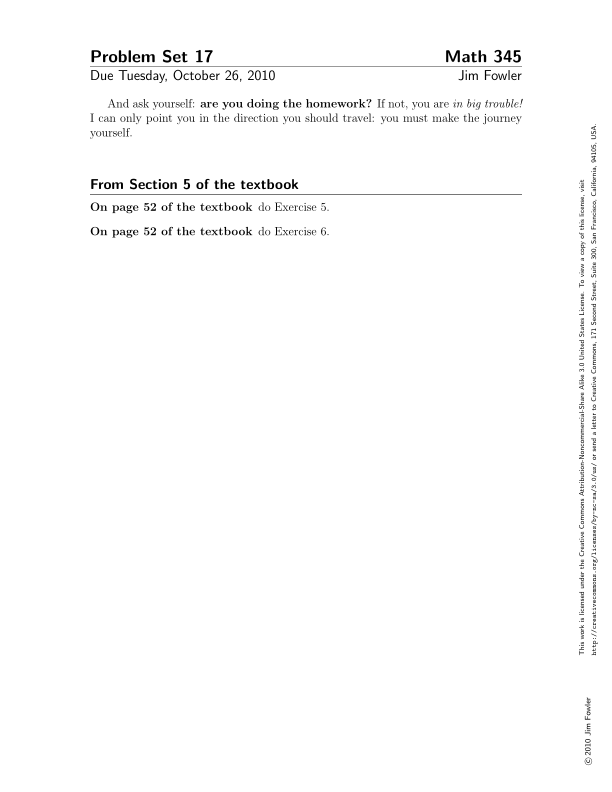 Problem Set 17 Math 345
Due Tuesday, October 26, 2010 Jim Fowler
And ask yourself: are you doing the homework? If not, you are in big trouble!
I can only point you in the direction you should travel: you must make the journey
yourself.
From Section 5 of the textbook
On page 52 of the textbook do Exercise 5.
On page 52 of the textbook do Exercise 6.
This work is licensed under the Creative Commons Attribution-Noncommercial-Share Alike 3.0 United States License. To view a copy of this license, visit
http://creativecommons.org/licenses/by-nc-sa/3.0/us/ or send a letter to Creative Commons, 171 Second Street, Suite 300, San Francisco, California, 94105, USA.
© 2010 Jim Fowler